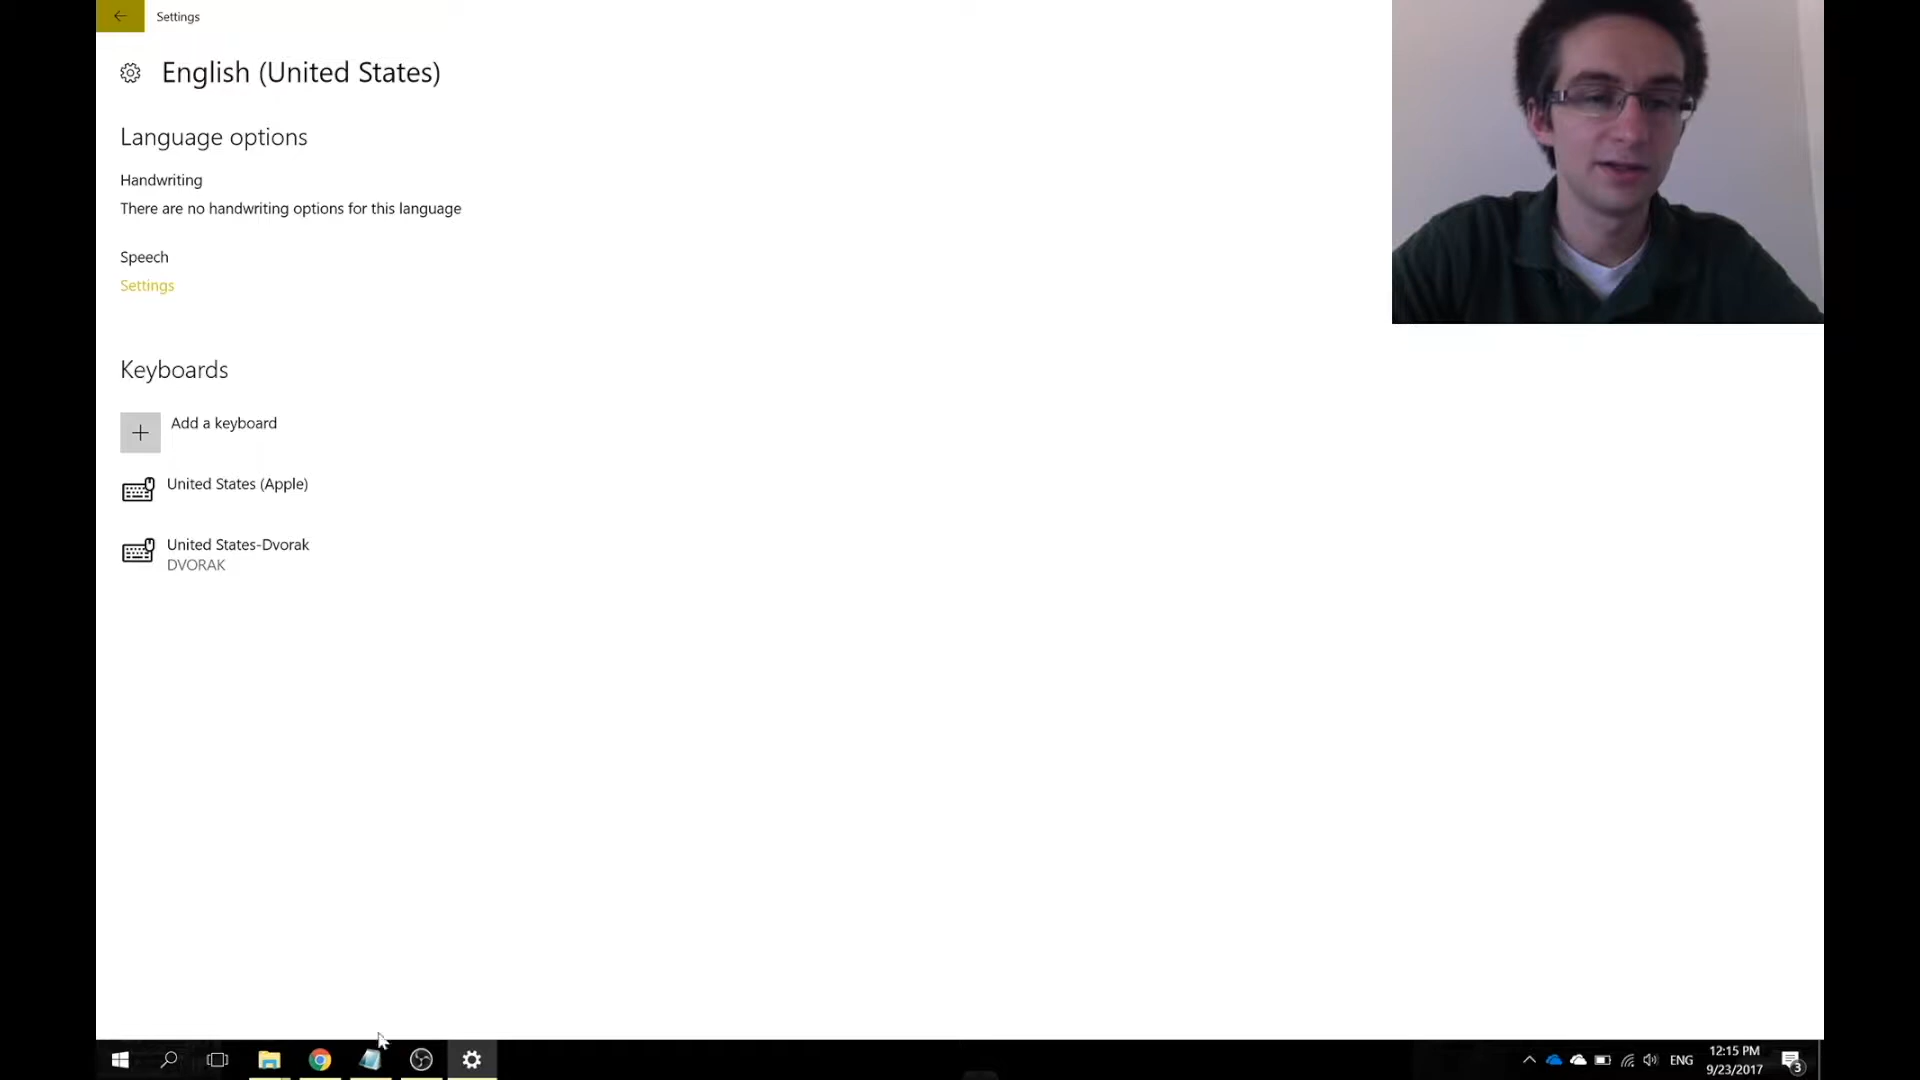 Settings
English (United States)
Language options
Handwriting
There are no handwriting options for this language
Speech
Settings
Keyboards
Add a keyboard
United States (Apple)
United States-Dvorak
DVORAK
ENG
12:15 PM
9/23/2017
3